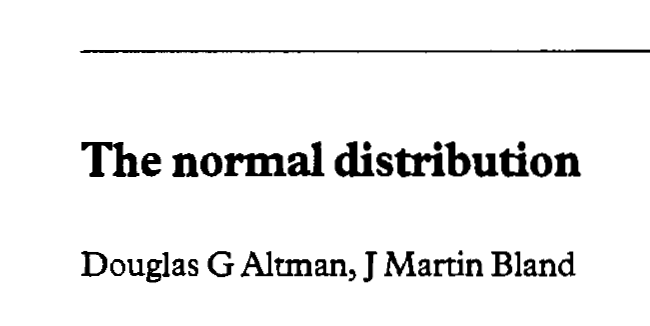 The normal distribution
Douglas G Altman, J Martin Bland